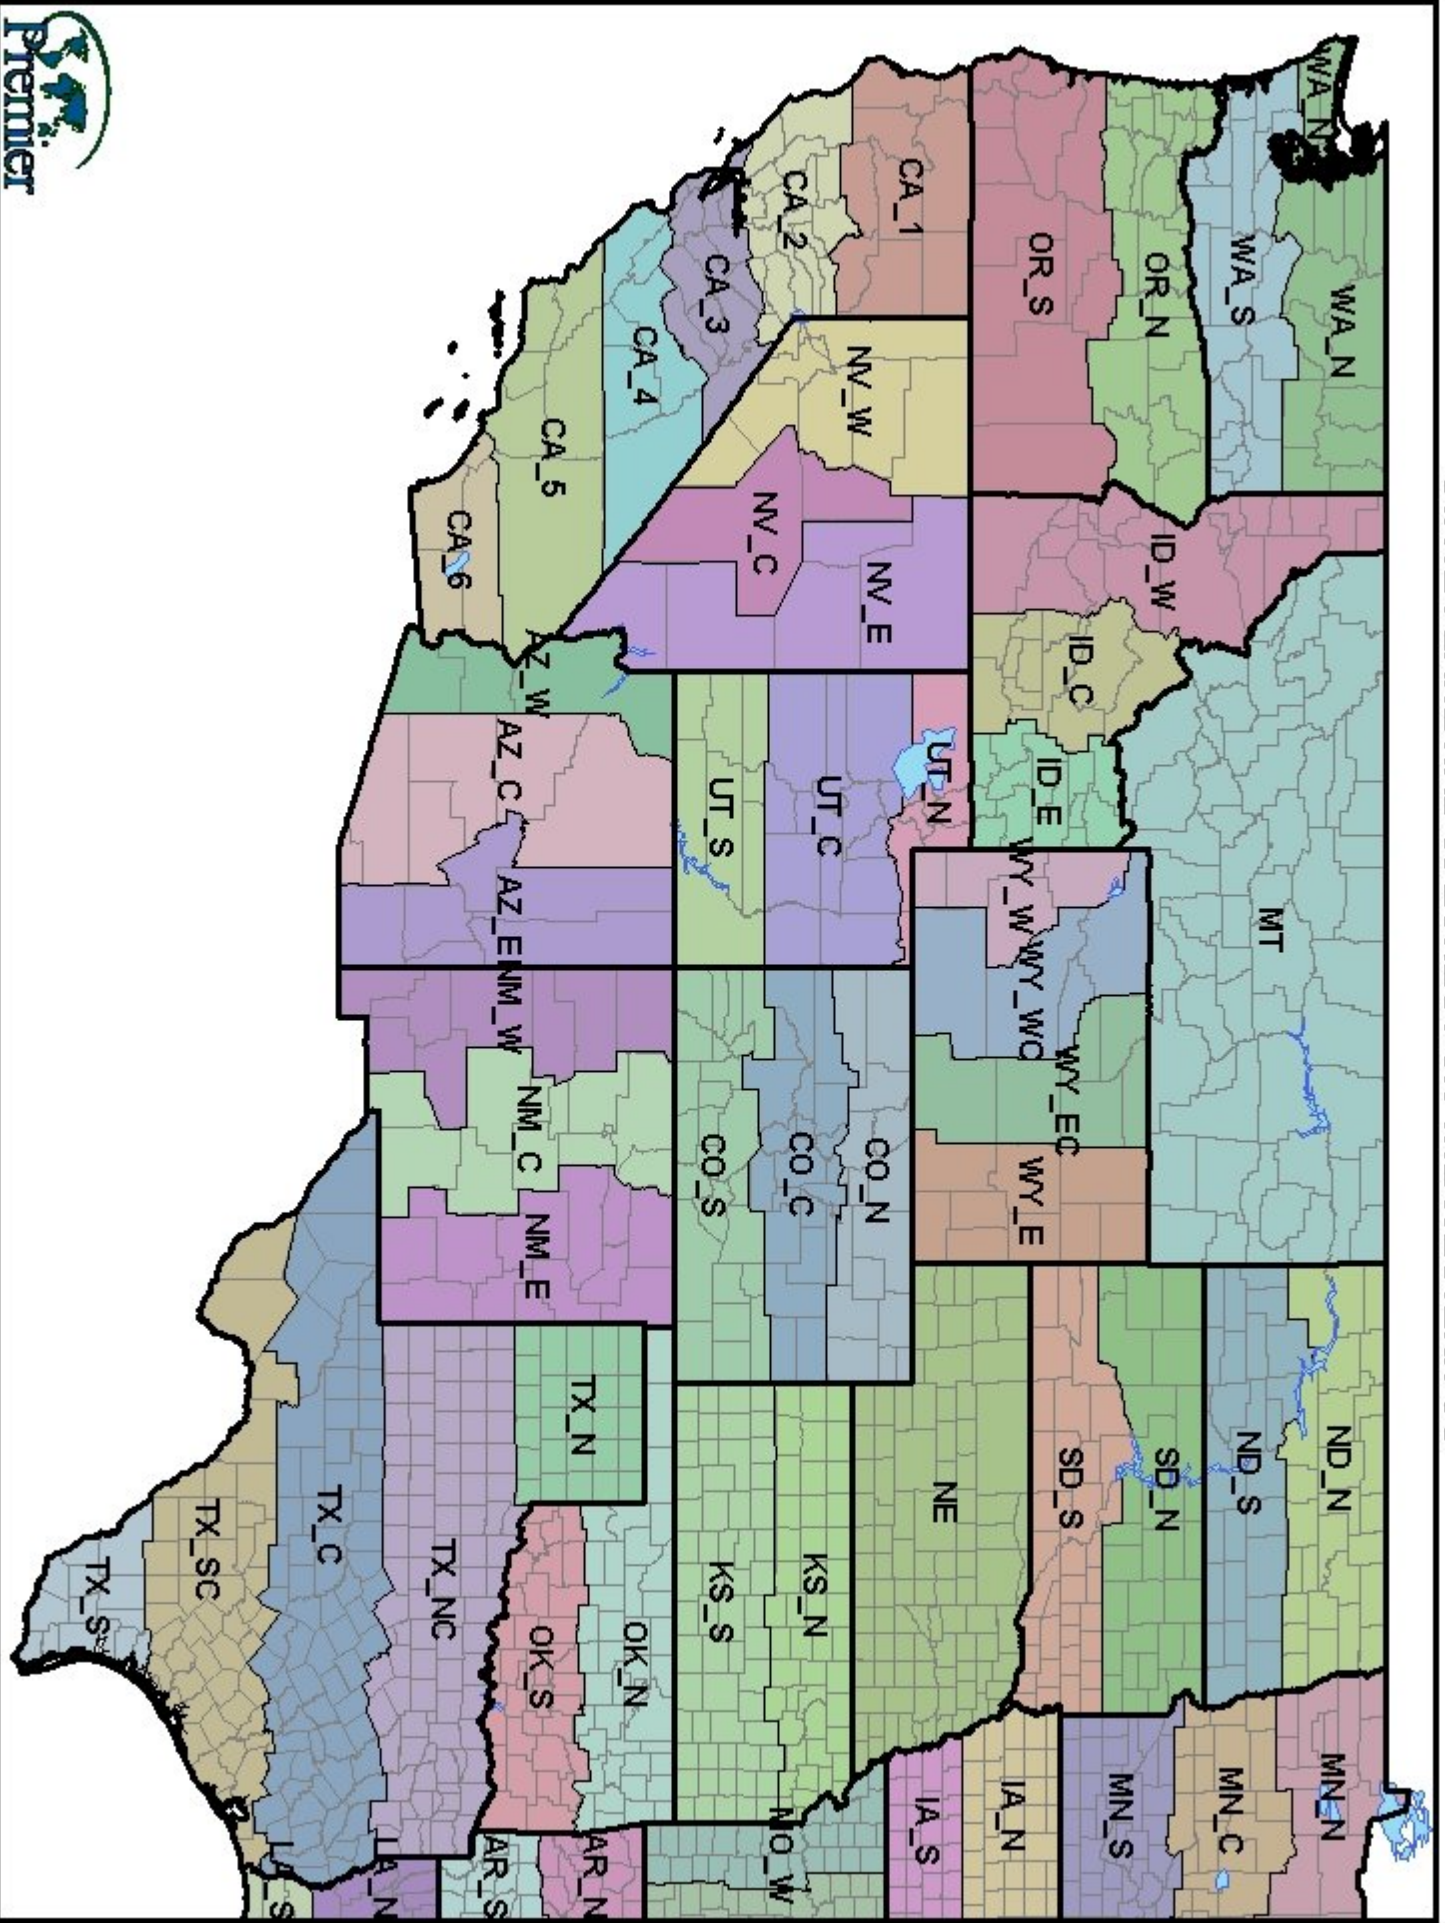 WA_N
WA_N
WA_S
OR_N
OR_S
CA_1
CA_2
CA_3
CA_4
CA_5
CA_6
NV_W
NV_C
NV_E
ID_W
ID_C
ID_E
MT
UT_N
UT_C
UT_S
AZ_W
AZ_C
AZ_E
WY_W
WY_WC
WY_EC
WY_E
CO_N
CO_C
CO_S
NM_W
NM_C
NM_E
ND_N
ND_S
SD_N
SD_S
NE
KS_N
KS_S
OK_N
OK_S
TX_N
TX_NC
TX_C
TX_SC
TX_S
MN_N
MN_C
MN_S
IA_N
IA_S
MO_W
AR_N
AR_S
LA_N
Premier